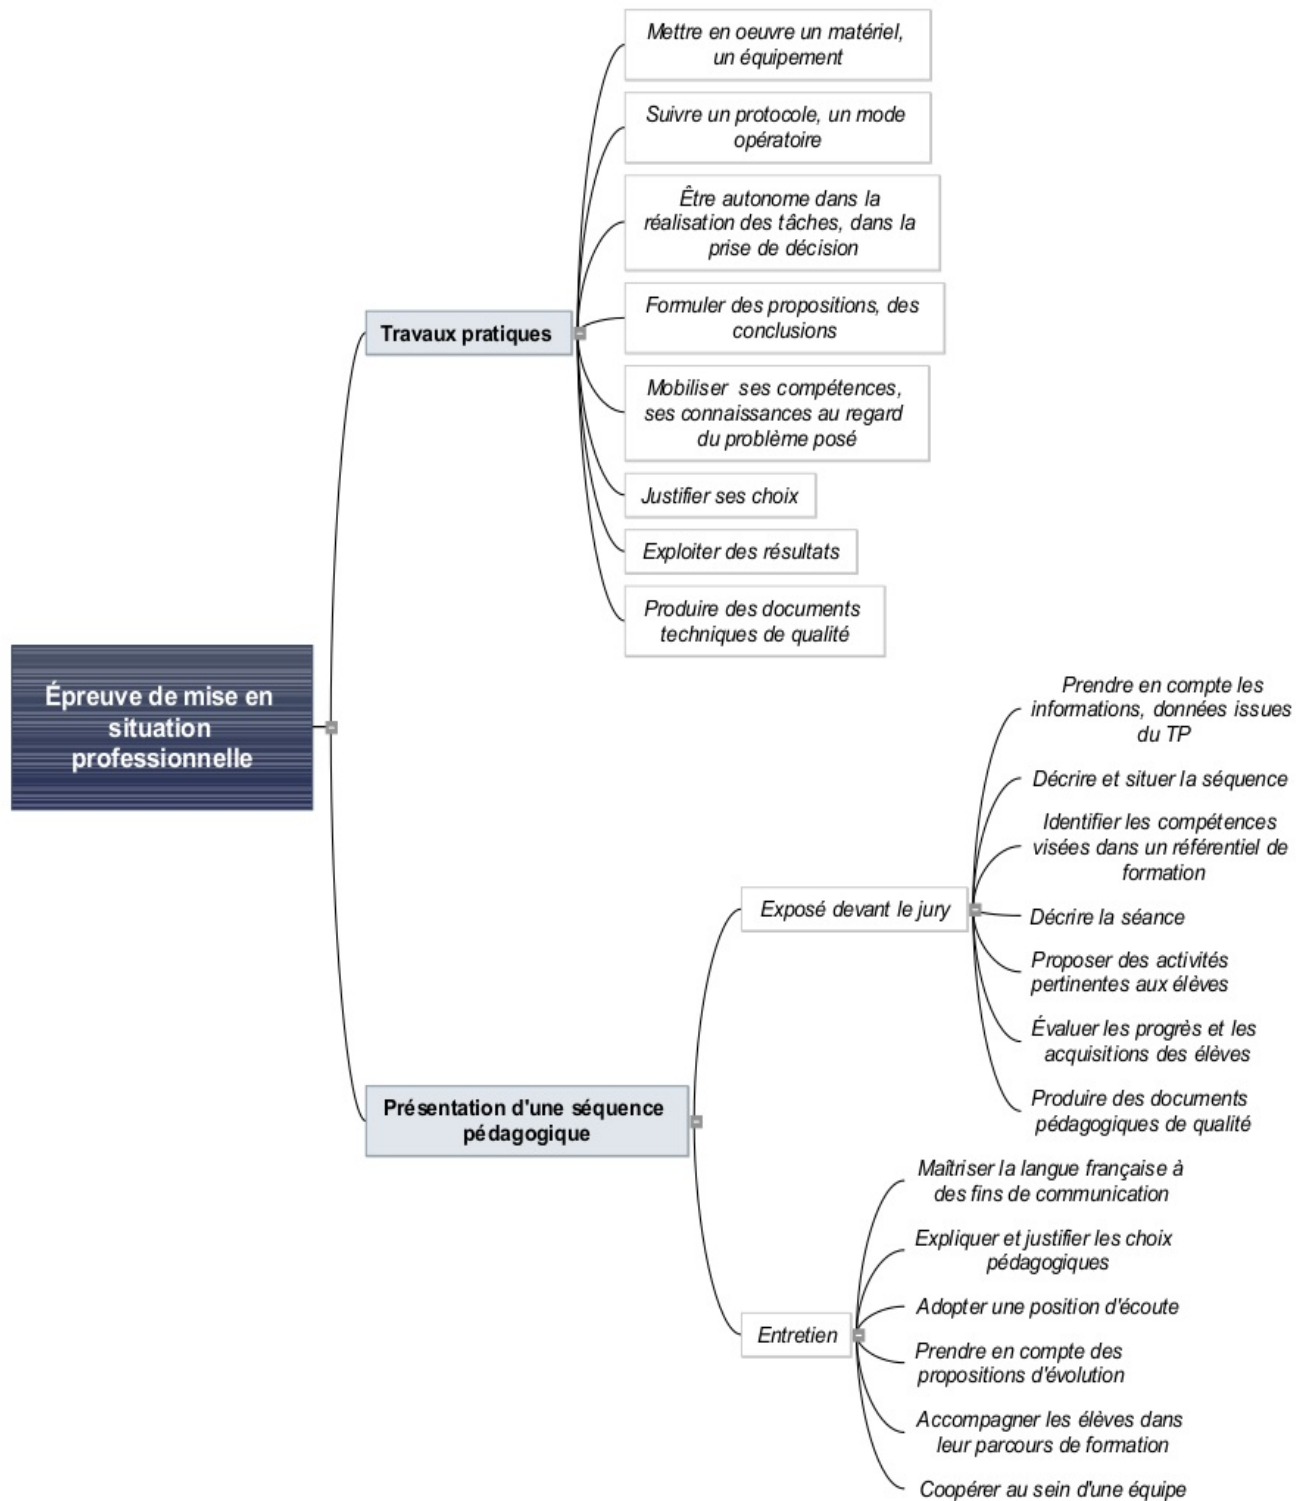 Mettre en oeuvre un matériel,
un équipement
Suivre un protocole, un mode
opératoire
Être autonome dans la
réalisation des tâches, dans la
prise de décision
Formuler des propositions, des
conclusions
Travaux pratiques
Mobiliser ses compétences,
ses connaissances au regard
du problème posé
Justifier ses choix
Exploiter des résultats
Produire des documents
techniques de qualité
Épreuve de mise en
situation
professionnelle
Prendre en compte les
informations, données issues
du TP
Décrire et situer la séquence
Identifier les compétences
visées dans un référentiel de
formation
Exposé devant le jury
Décrire la séance
Proposer des activités
pertinentes aux élèves
Évaluer les progrès et les
acquisitions des élèves
Produire des documents
pédagogiques de qualité
Présentation d'une séquence
pédagogique
Maîtriser la langue française à
des fins de communication
Expliquer et justifier les choix
pédagogiques
Adopter une position d'écoute
Entretien
Prendre en compte des
propositions d'évolution
Accompagner les élèves dans
leur parcours de formation
Coopérer au sein d'une équipe